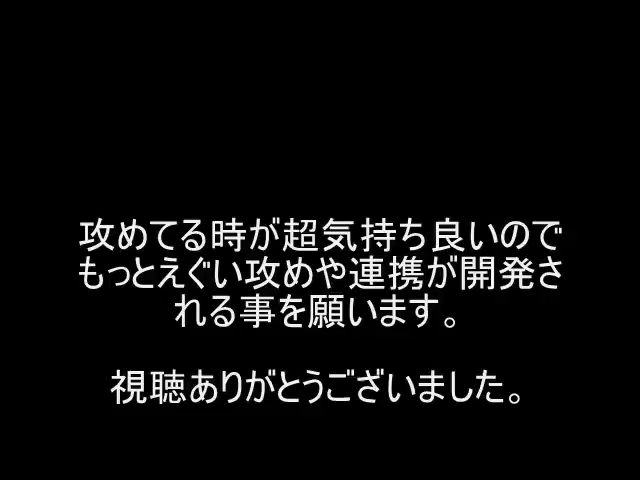 攻めてる時が超気持ち良いので
もっとえぐい攻めや連携が開発さ
れる事を願います。
視聴ありがとうございました。